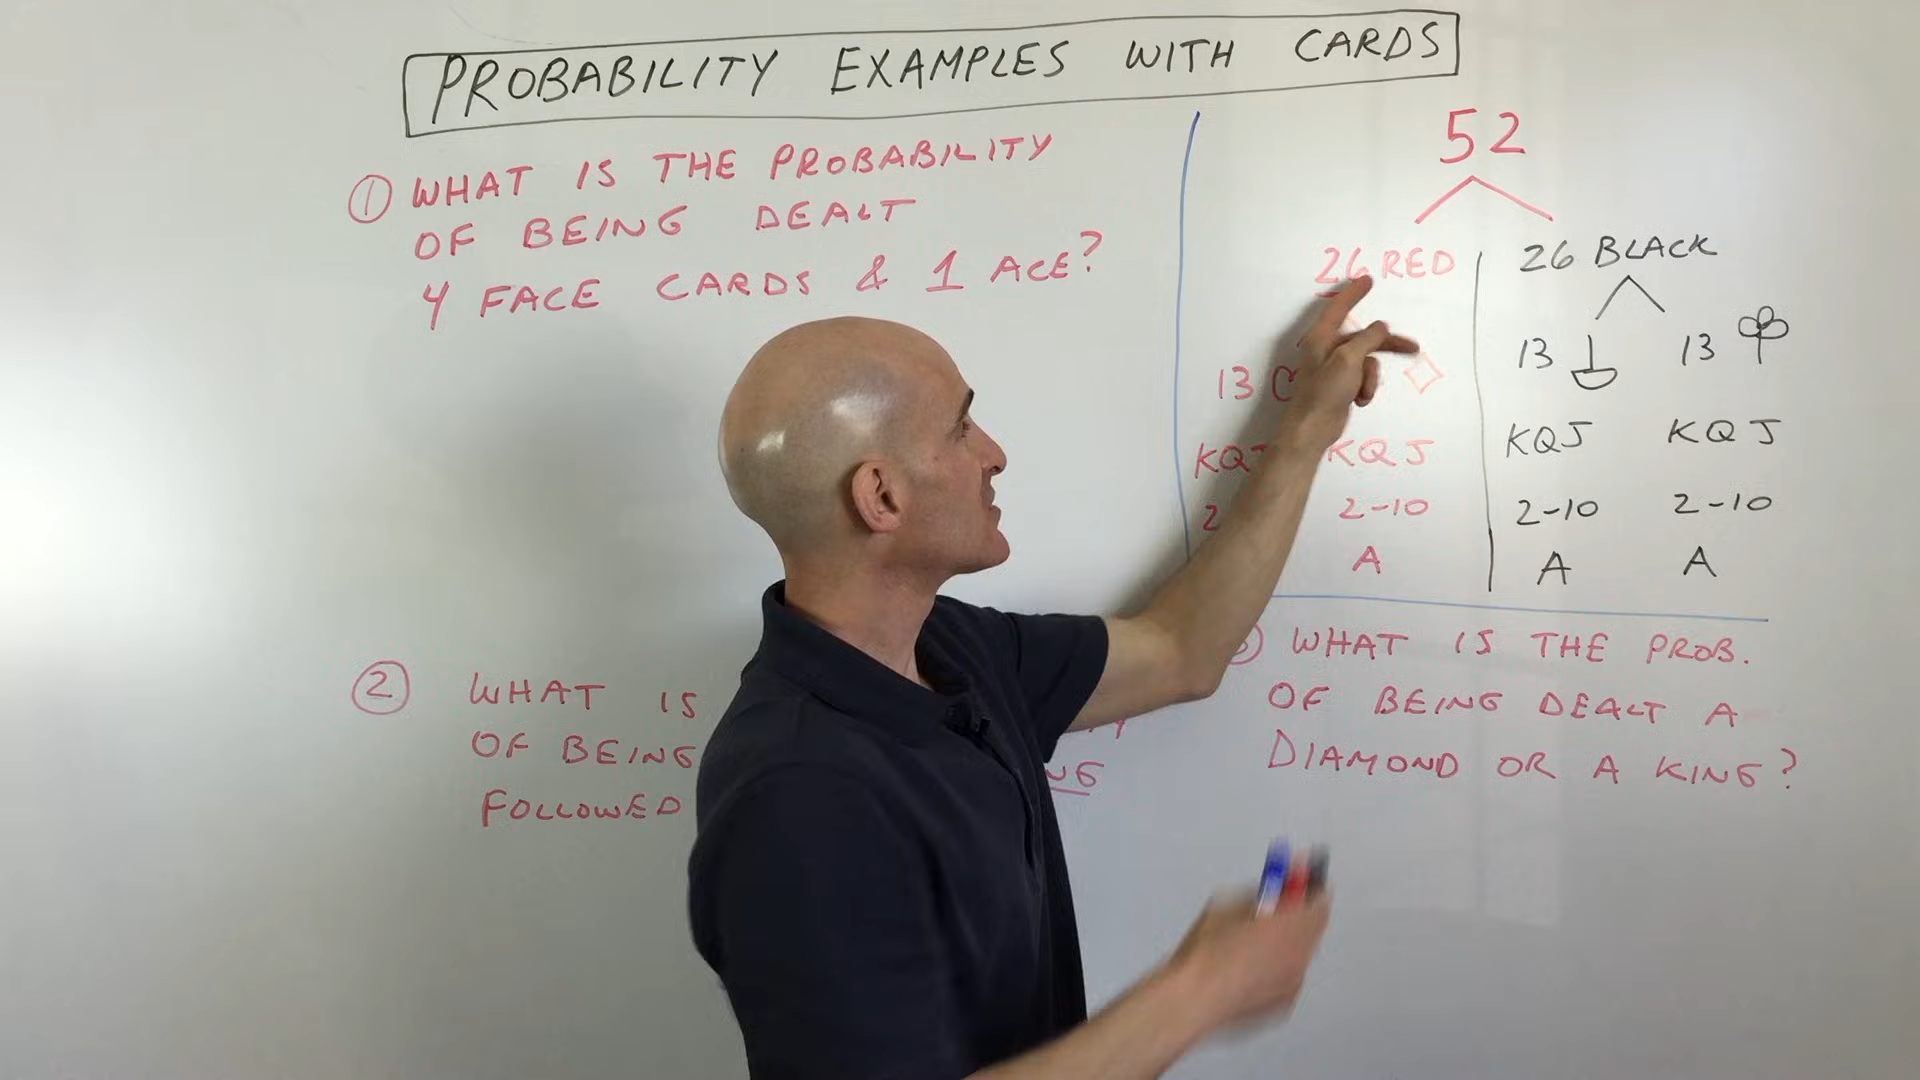 PROBABILITY EXAMPLES WITH CARDS
① WHAT IS THE PROBABILITY
OF BEING DEALT
4 FACE CARDS & 1 ACE?
52
26 RED 26 BLACK
13 13 13
KQJ KQJ KQJ
2 2-10 2-10 2-10
A A A
② WHAT IS
OF BEING
FOLLOWED
WHAT IS THE PROB.
OF BEING DEALT A
DIAMOND OR A KING?